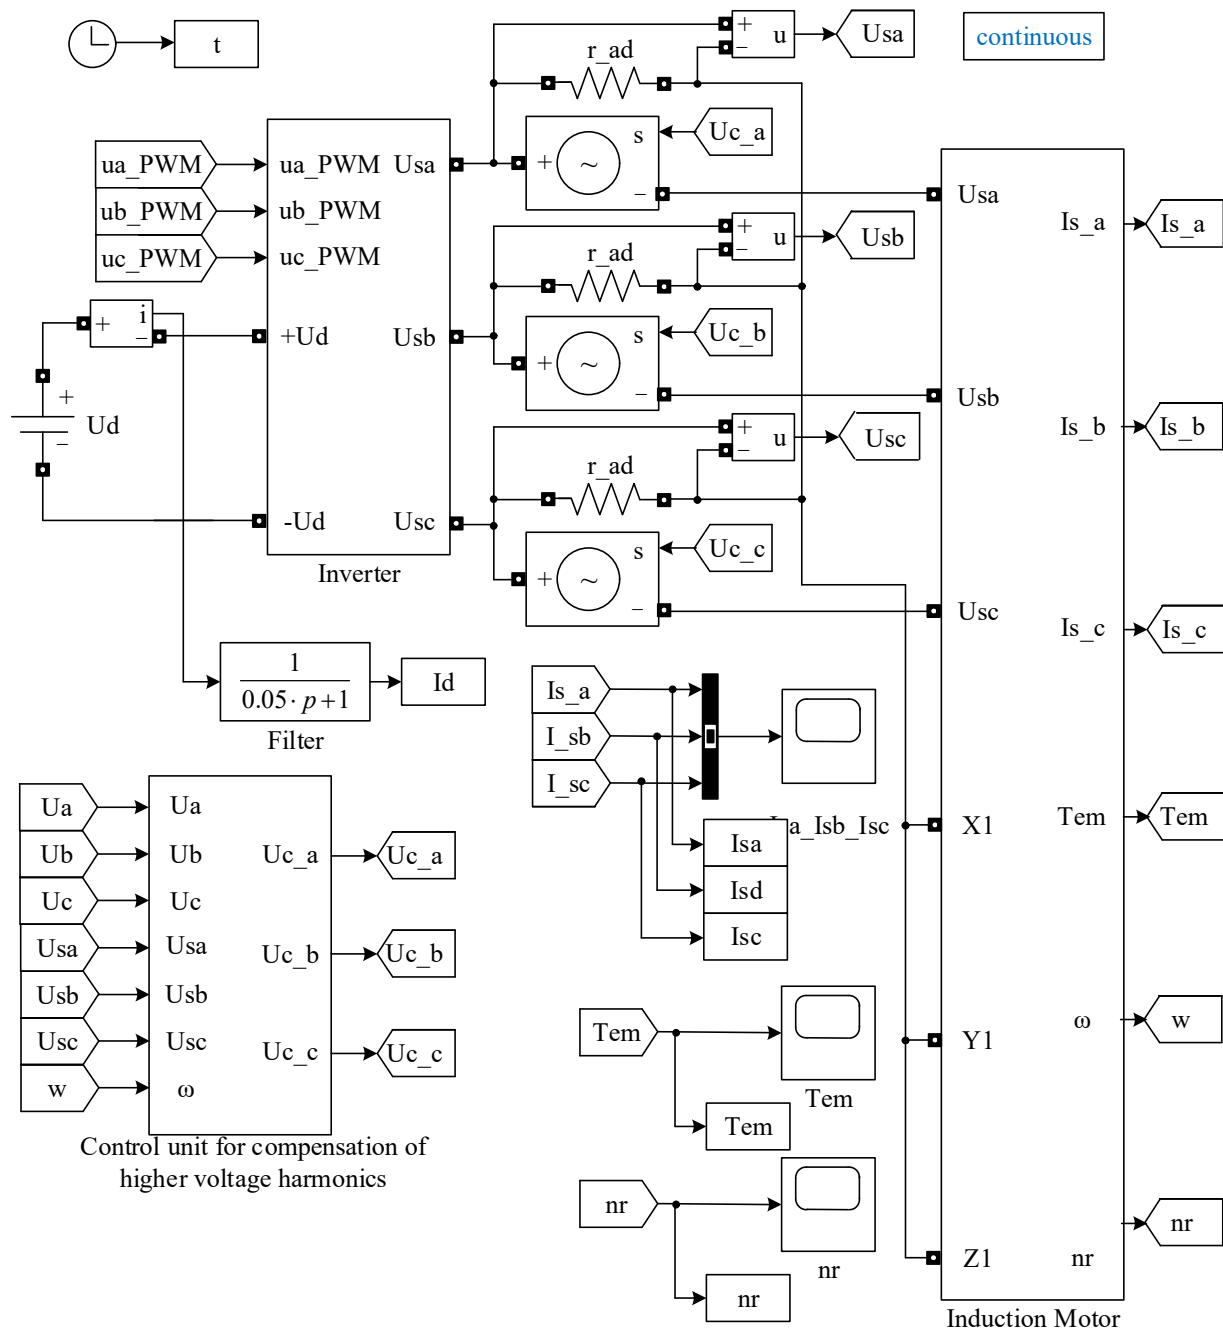 t
continuous
+
−
u
Usa
r_ad
ua_PWM
ub_PWM
uc_PWM
ua_PWM
ub_PWM
uc_PWM
+Ud
-Ud
Usa
Usb
Usc
Inverter
+
i
−
+
Ud
−
+
~
s
−
Uc_a
+
−
u
Usb
r_ad
+
~
s
−
Uc_b
+
−
u
Usc
r_ad
+
~
s
−
Uc_c
Usa
Usb
Usc
X1
Y1
Z1
Is_a
Is_b
Is_c
Tem
ω
nr
Is_a
Is_b
Is_c
Tem
w
nr
Induction Motor
1
0.05· p+1
Filter
Id
Is_a
I_sb
I_sc
a_Isb_Isc
Isa
Isd
Isc
Ua
Ub
Uc
Usa
Usb
Usc
w
Ua
Ub
Uc
Usa
Usb
Usc
ω
Uc_a
Uc_b
Uc_c
Uc_a
Uc_b
Uc_c
Control unit for compensation of
higher voltage harmonics
Tem
Tem
Tem
nr
nr
nr